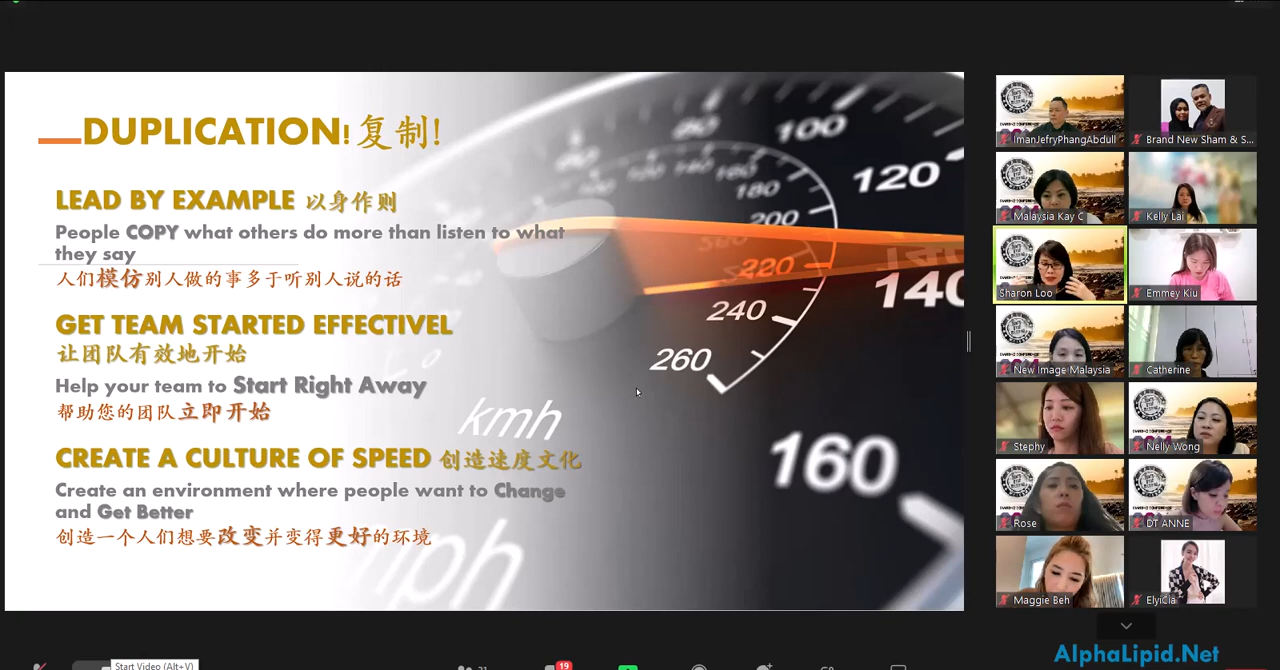 DUPLICATION! 复制!
LEAD BY EXAMPLE 以身作则
People COPY what others do more than listen to what
they say
人们模仿别人做的事多于听别人说的话
GET TEAM STARTED EFFECTIVEL
让团队有效地开始
Help your team to Start Right Away
帮助您的团队立即开始
CREATE A CULTURE OF SPEED 创造速度文化
Create an environment where people want to Change
and Get Better
创造一个人们想要改变并变得更好的环境
80
100
120
140
160
60
80
100
120
140
160
180
200
220
240
260
kmh
mph
ImanJefryPhangAbdull
Brand New Sham & S...
Malaysia Kay C
Kelly Lai
Sharon Loo
Emmey Kiu
New Image Malaysia
Catherine
Stephy
Nelly Wong
Rose
DT ANNE
Maggie Beh
ElyiCia
Start Video (Alt+V)
19
AlphaLipid.Net